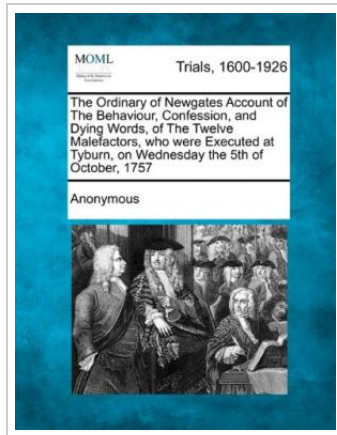 MOML
Trials, 1600-1926
The Ordinary of Newgates Account of
The Behaviour, Confession, and
Dying Words, of The Twelve
Malefactors, who were Executed at
Tyburn, on Wednesday the 5th of
October, 1757
Anonymous